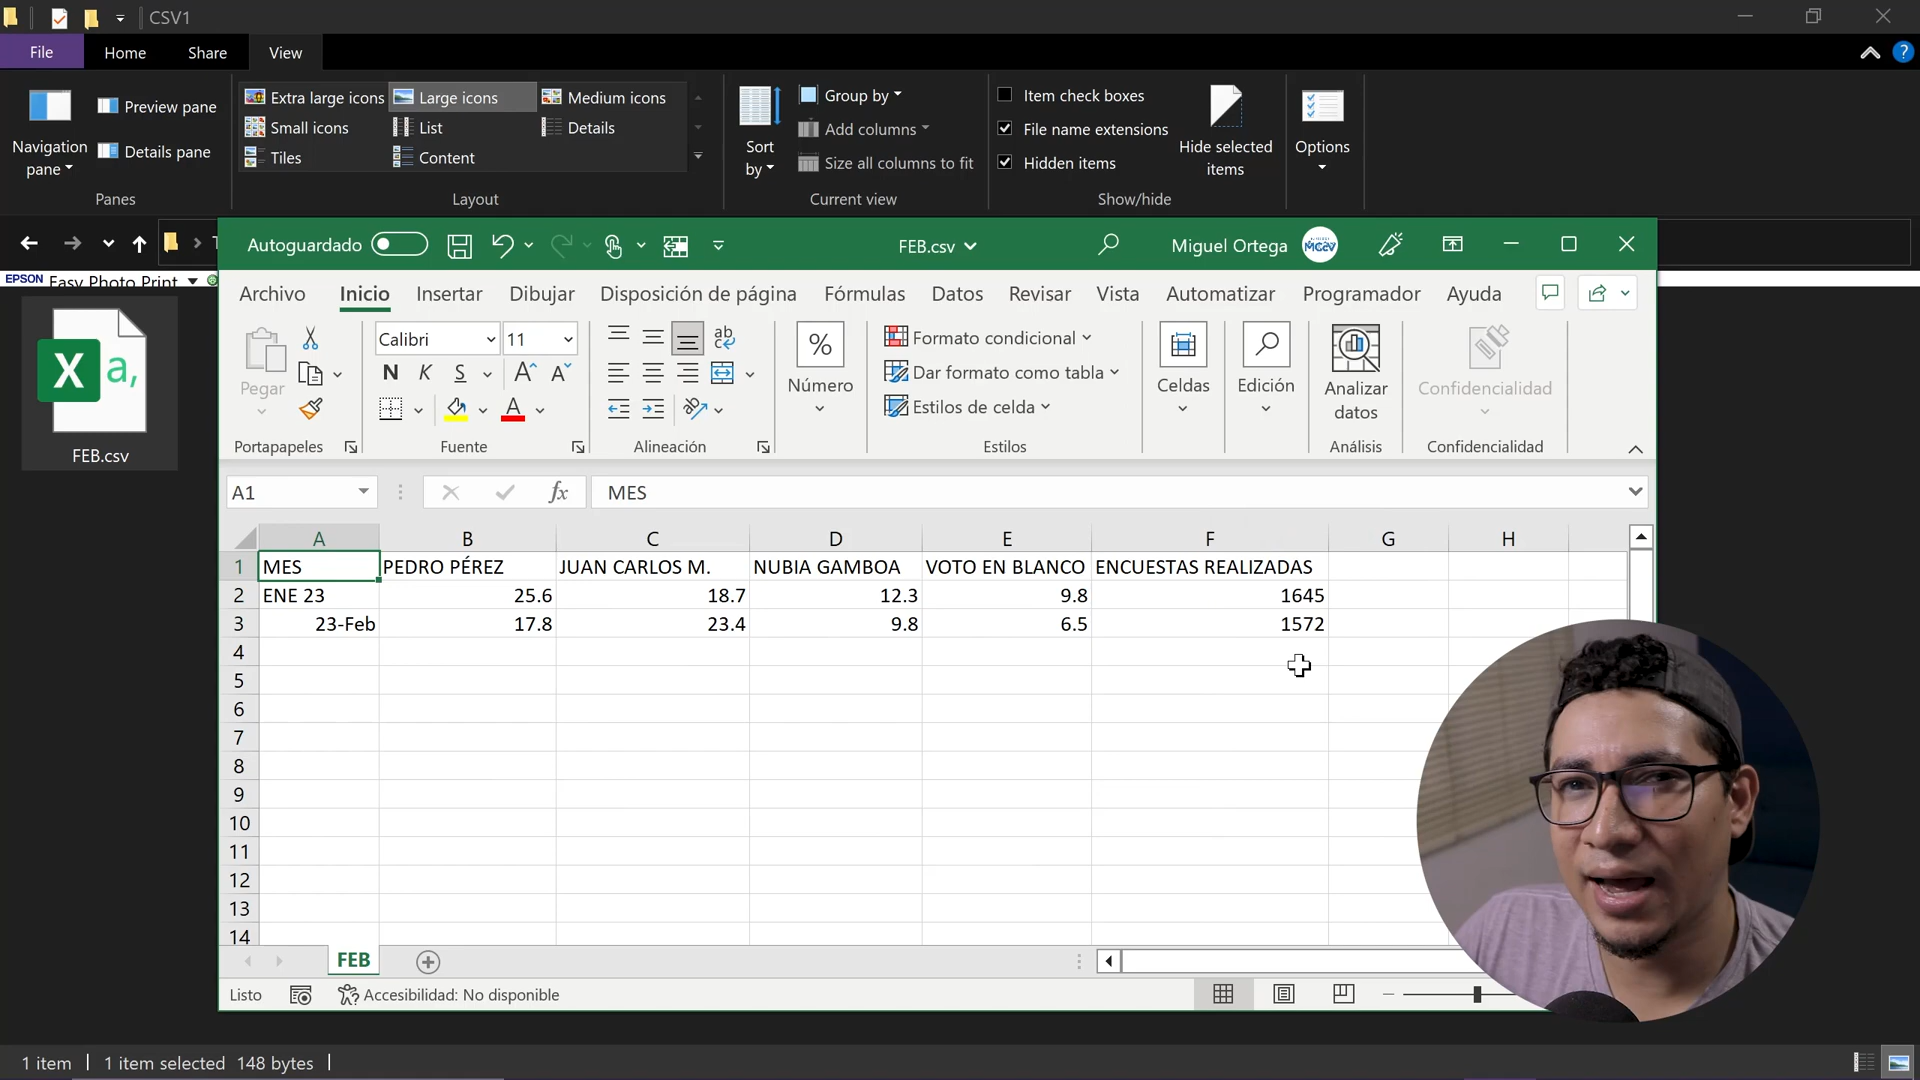 CSV1
File Home Share View
Navigation pane
Preview pane
Details pane
Panes
Extra large icons Large icons Medium icons
Small icons List Details
Tiles Content
Layout
Sort by
Group by
Add columns
Size all columns to fit
Current view
Item check boxes
File name extensions
Hidden items
Hide selected items
Show/hide
Options
EPSON Easy Photo Print
FEB.csv
Autoguardado FEB.csv Miguel Ortega
Archivo Inicio Insertar Dibujar Disposición de página Fórmulas Datos Revisar Vista Automatizar Programador Ayuda
Pegar
Portapapeles
Calibri 11
N K S
Fuente
Alineación
% Número
Formato condicional
Dar formato como tabla
Estilos de celda
Estilos
Celdas
Edición
Analizar datos
Análisis
Confidencialidad
Confidencialidad
A1 fx MES
A B C D E F G H
1 MES PEDRO PÉREZ JUAN CARLOS M. NUBIA GAMBOA VOTO EN BLANCO ENCUESTAS REALIZADAS
2 ENE 23 25.6 18.7 12.3 9.8 1645
3 23-Feb 17.8 23.4 9.8 6.5 1572
4
5
6
7
8
9
10
11
12
13
14
FEB
Listo Accesibilidad: No disponible
1 item 1 item selected 148 bytes